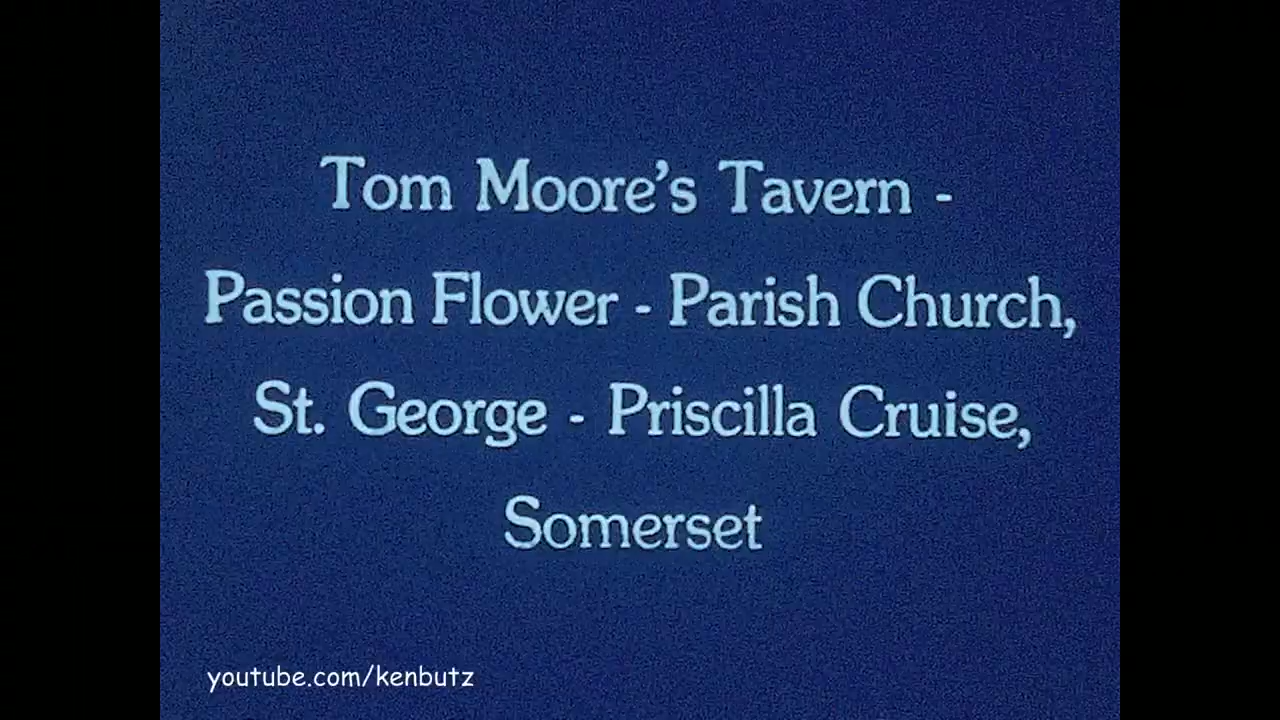 Tom Moore's Tavern -
Passion Flower - Parish Church,
St. George - Priscilla Cruise,
Somerset
youtube.com/kenbutz